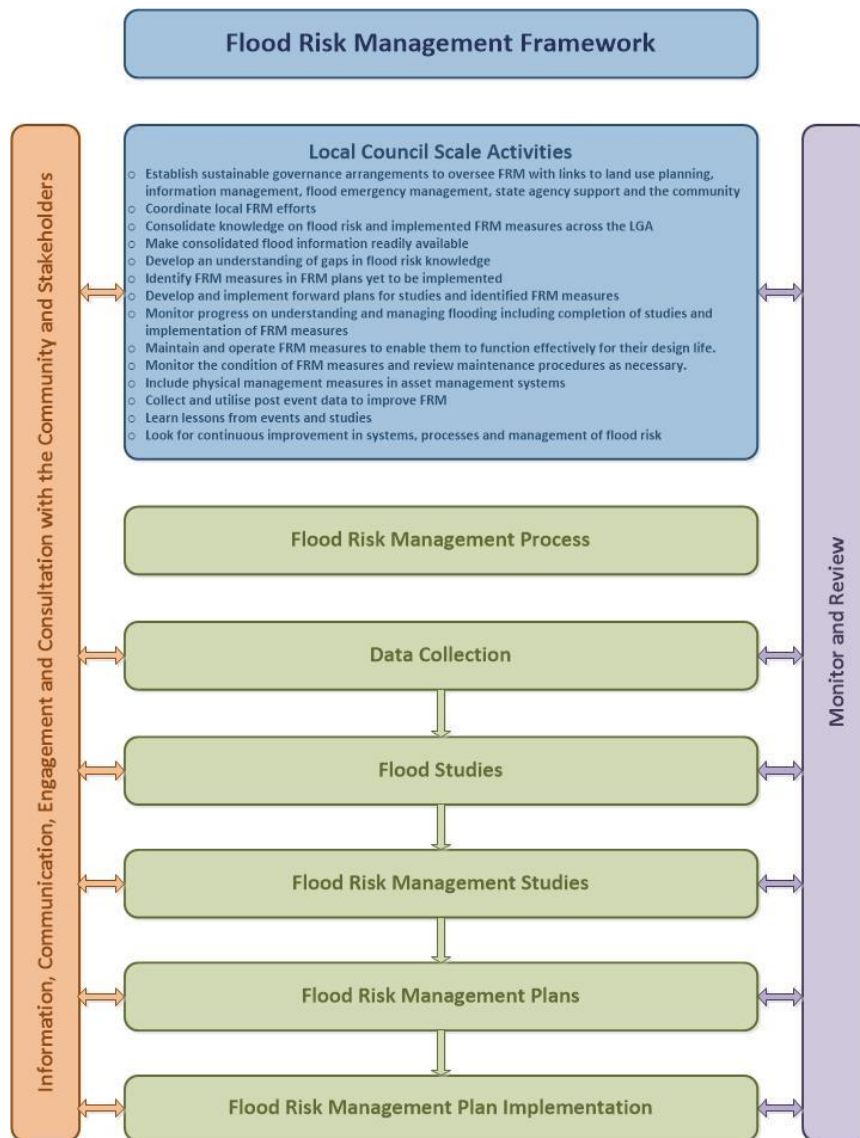 Flood Risk Management Framework
Information, Communication, Engagement and Consultation with the Community and Stakeholders
Local Council Scale Activities
o Establish sustainable governance arrangements to oversee FRM with links to land use planning,
information management, flood emergency management, state agency support and the community
o Coordinate local FRM efforts
o Consolidate knowledge on flood risk and implemented FRM measures across the LGA
o Make consolidated flood information readily available
o Develop an understanding of gaps in flood risk knowledge
o Identify FRM measures in FRM plans yet to be implemented
o Develop and implement forward plans for studies and identified FRM measures
o Monitor progress on understanding and managing flooding including completion of studies and
implementation of FRM measures
o Maintain and operate FRM measures to enable them to function effectively for their design life.
o Monitor the condition of FRM measures and review maintenance procedures as necessary.
o Include physical management measures in asset management systems
o Collect and utilise post event data to improve FRM
o Learn lessons from events and studies
o Look for continuous improvement in systems, processes and management of flood risk
Monitor and Review
Flood Risk Management Process
Data Collection
Flood Studies
Flood Risk Management Studies
Flood Risk Management Plans
Flood Risk Management Plan Implementation